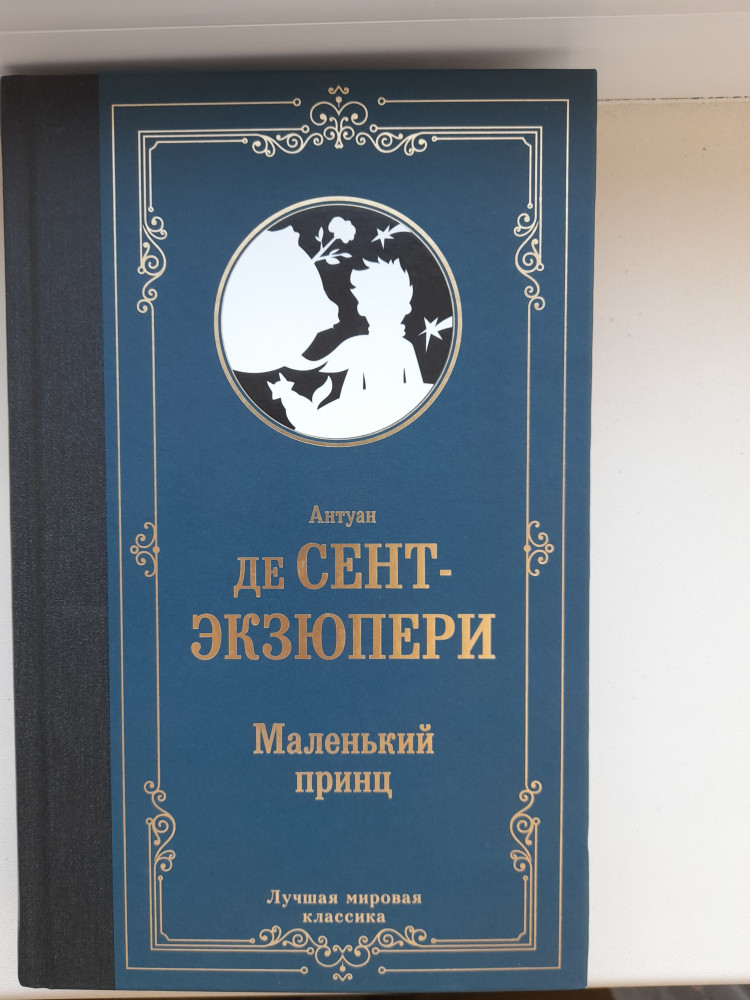 Антуан
ДЕ СЕНТ-
ЭКЗЮПЕРИ
Маленький
принц
Лучшая мировая
классика